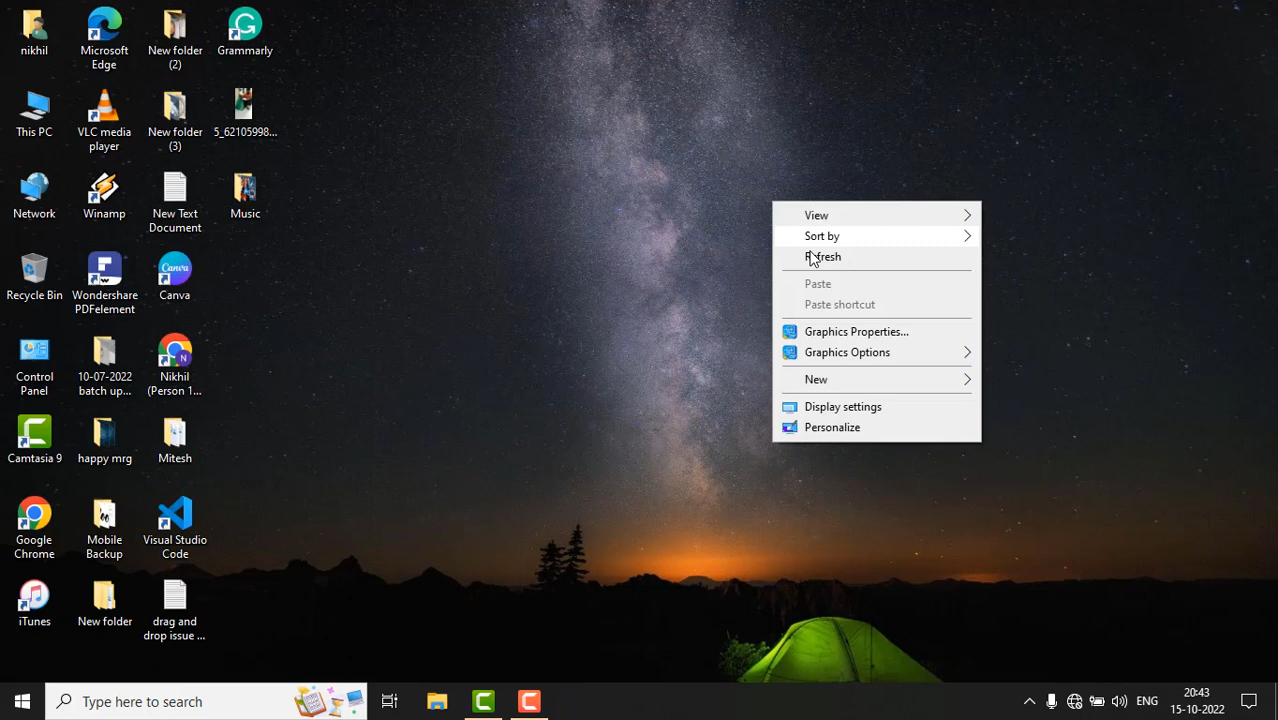 nikhil
Microsoft
Edge
New folder
(2)
Grammarly
This PC
VLC media
player
New folder
(3)
5_62105998...
Network
Winamp
New Text
Document
Music
Recycle Bin
Wondershare
PDFelement
Canva
Control
Panel
10-07-2022
batch up...
Nikhil
(Person 1...
Camtasia 9
happy mrg
Mitesh
Google
Chrome
Mobile
Backup
Visual Studio
Code
iTunes
New folder
drag and
drop issue ...
View
Sort by
Refresh
Paste
Paste shortcut
Graphics Properties...
Graphics Options
New
Display settings
Personalize
Type here to search
ENG
20:43
15-10-2022